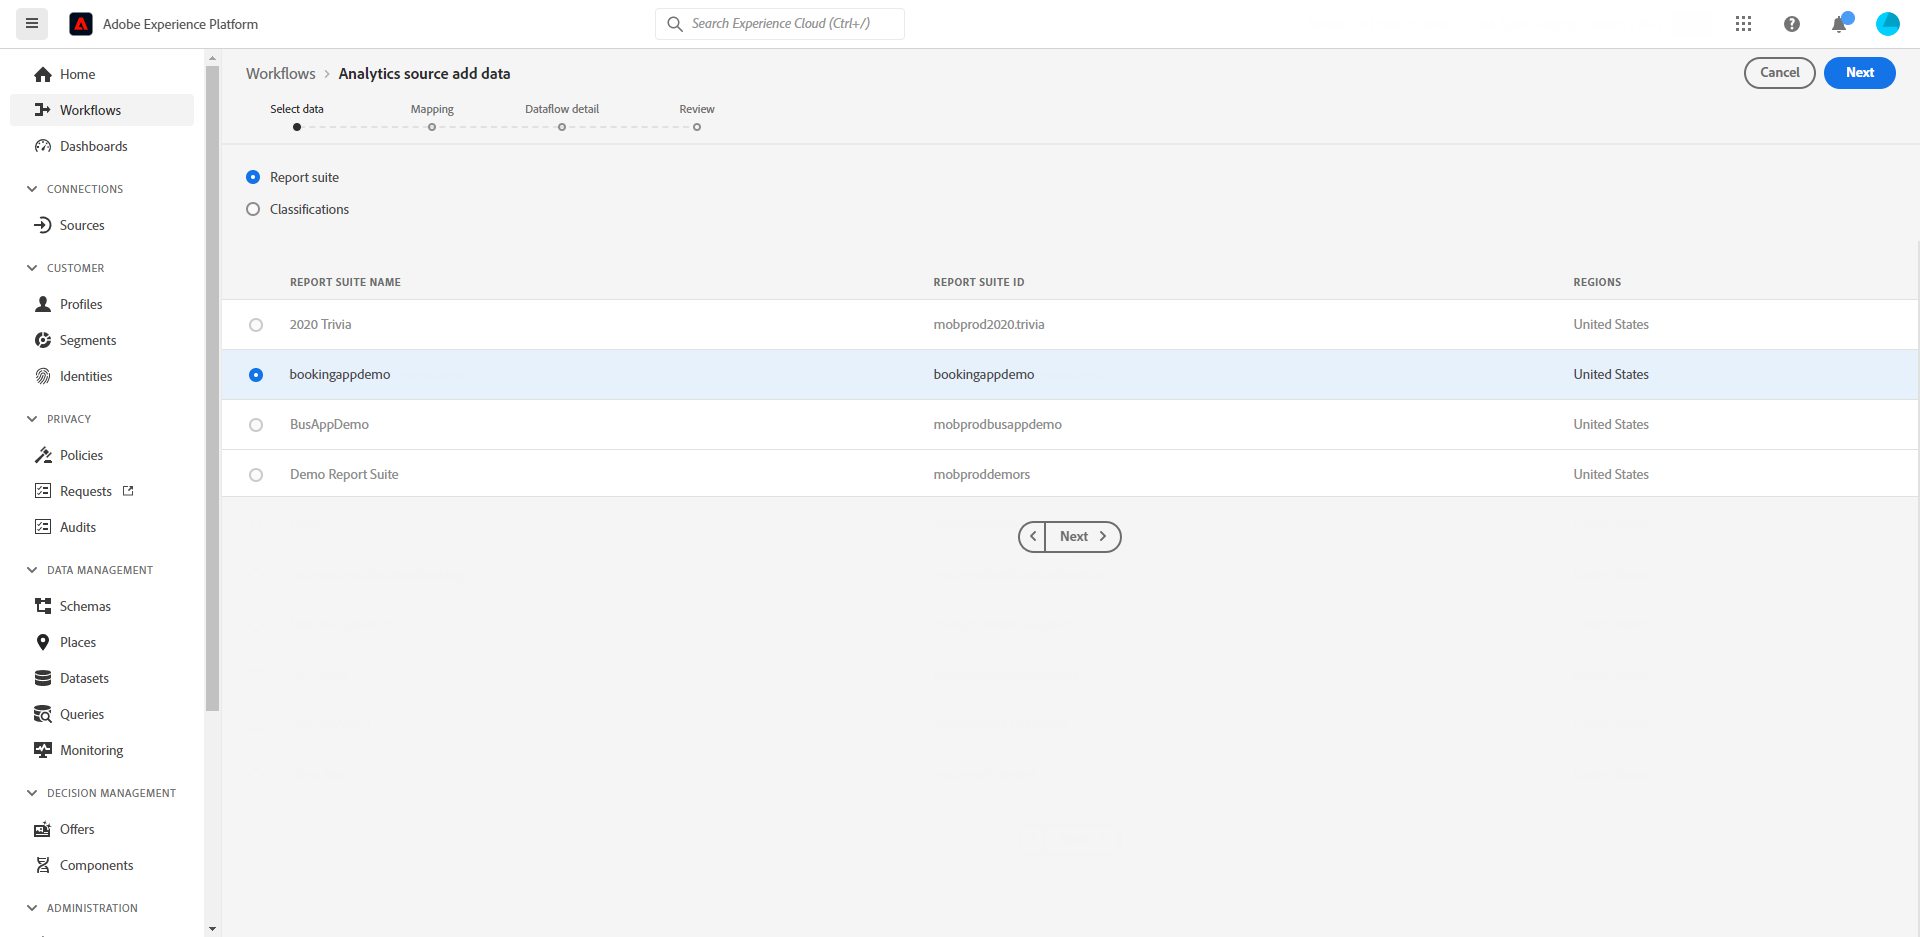 Adobe Experience Platform
Search Experience Cloud (Ctrl+/)
Home
Workflows
Dashboards
CONNECTIONS
Sources
CUSTOMER
Profiles
Segments
Identities
PRIVACY
Policies
Requests
Audits
DATA MANAGEMENT
Schemas
Places
Datasets
Queries
Monitoring
DECISION MANAGEMENT
Offers
Components
ADMINISTRATION
Workflows > Analytics source add data
Cancel
Next
Select data
Mapping
Dataflow detail
Review
Report suite
Classifications
REPORT SUITE NAME REPORT SUITE ID REGIONS
2020 Trivia mobprod2020.trivia United States
bookingappdemo bookingappdemo United States
BusAppDemo mobprodbusappdemo United States
Demo Report Suite mobproddemors United States
< Next >